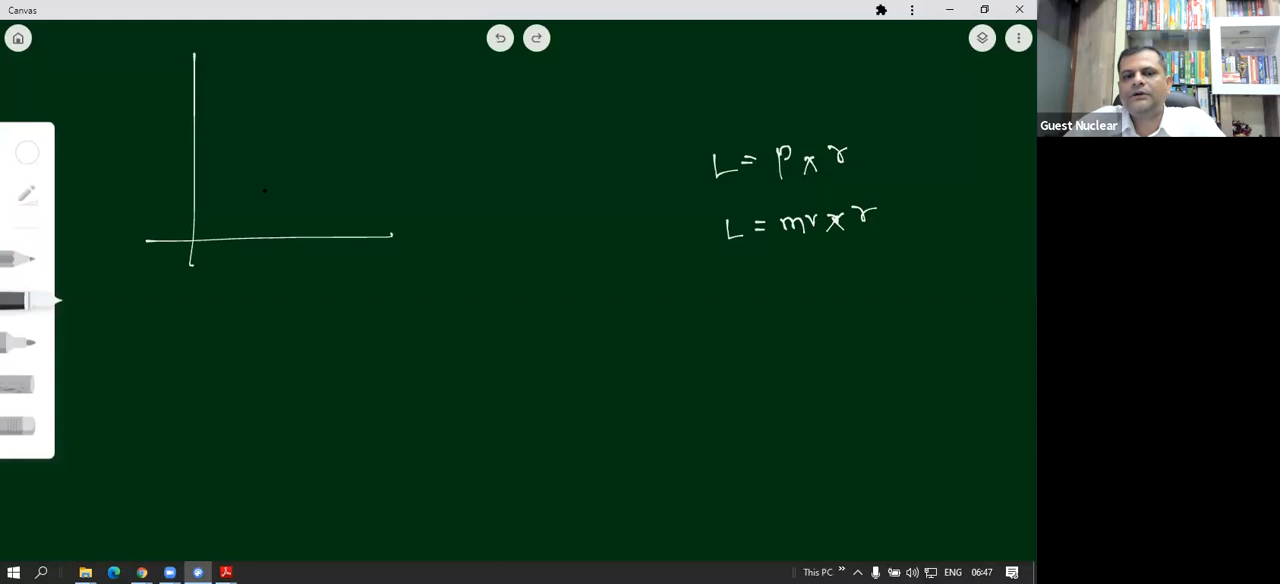 Canvas
Guest Nuclear
L = p x r
L = mv x r
This PC
ENG
06:47